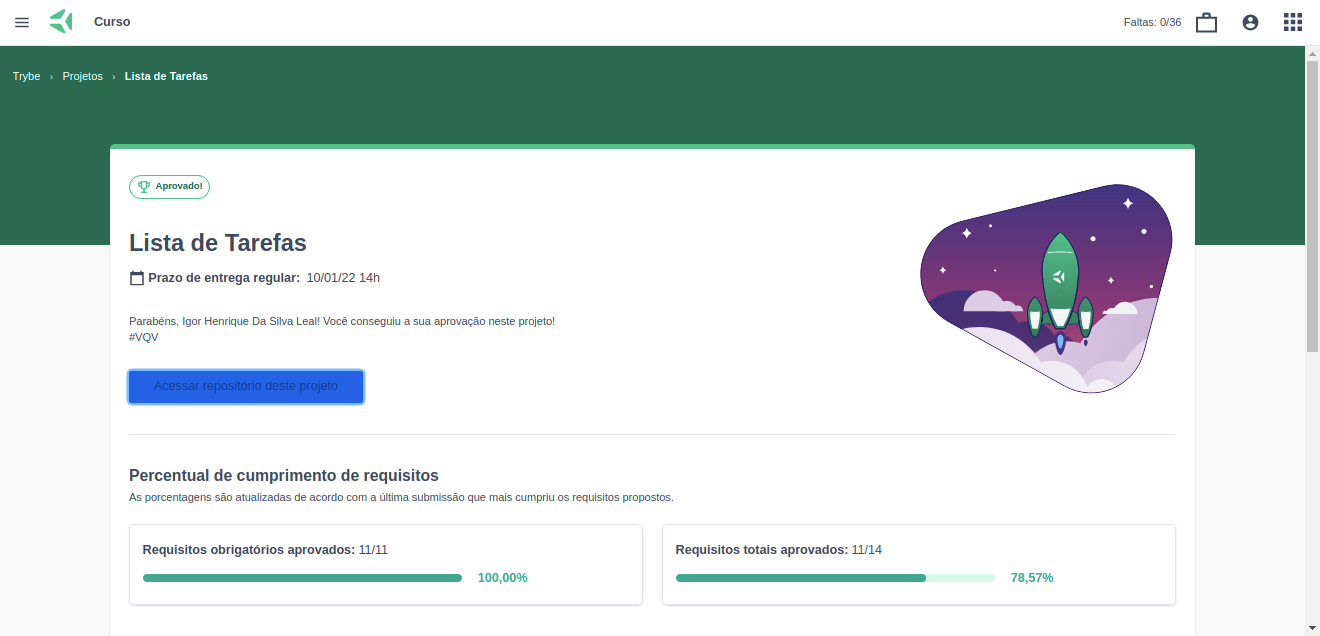 Curso
Faltas: 0/36
Trybe › Projetos › Lista de Tarefas
Aprovado!
Lista de Tarefas
Prazo de entrega regular: 10/01/22 14h
Parabéns, Igor Henrique Da Silva Leal! Você conseguiu a sua aprovação neste projeto!
#VQV
Acessar repositório deste projeto
Percentual de cumprimento de requisitos
As porcentagens são atualizadas de acordo com a última submissão que mais cumpriu os requisitos propostos.
Requisitos obrigatórios aprovados: 11/11
100,00%
Requisitos totais aprovados: 11/14
78,57%